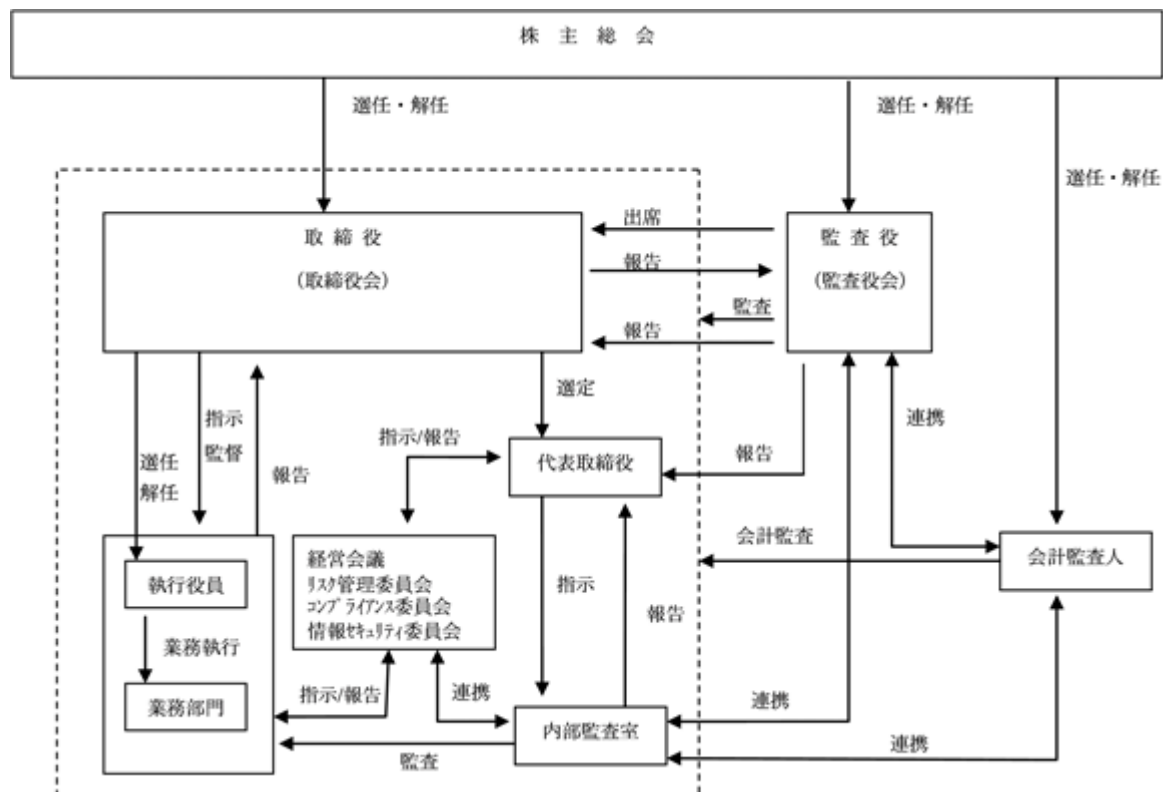 株 主 総 会
選任・解任
選任・解任
選任・解任
取 締 役
(取締役会)
出席
報告
監査
報告
監 査 役
(監査役会)
選定
指示
監督
選任
解任
報告
指示/報告
代表取締役
報告
連携
会計監査
会計監査人
執行役員
業務執行
業務部門
経営会議
ﾘｽｸ管理委員会
ｺﾝﾌﾟﾗｲｱﾝｽ委員会
情報ｾｷｭﾘﾃｨ委員会
指示
報告
指示/報告
連携
内部監査室
監査
連携
連携